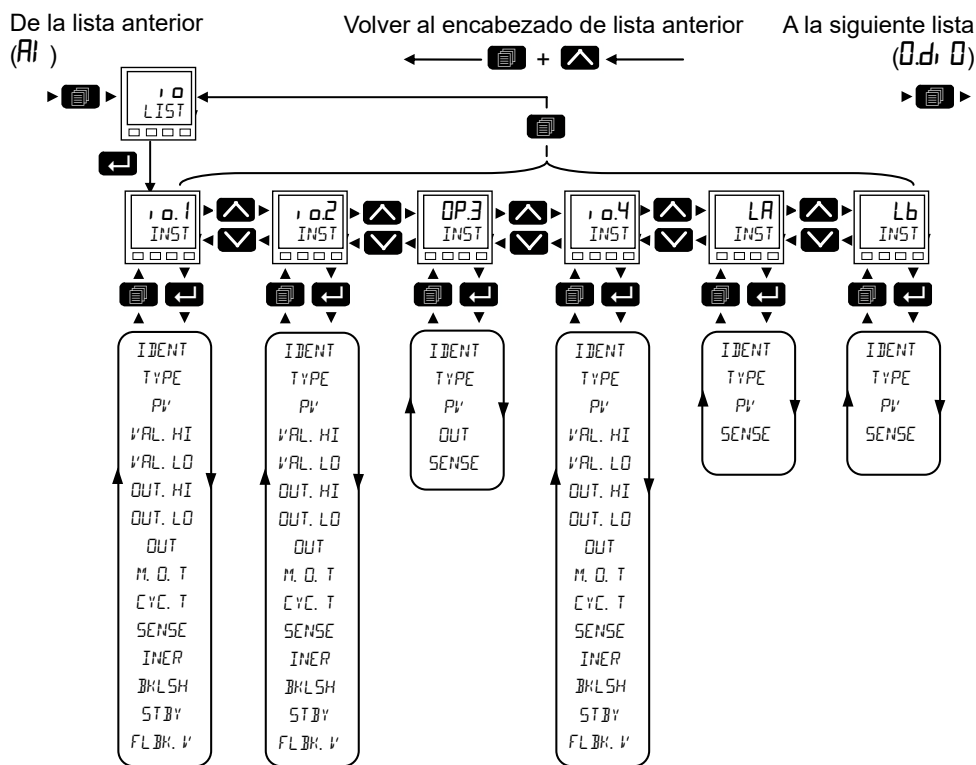 De la lista anterior
(AI )
Volver al encabezado de lista anterior
A la siguiente lista
(O.di O)
+
io
LIST
io.1
INST
io.2
INST
OP.3
INST
io.4
INST
LA
INST
Lb
INST
IDENT
TYPE
PV
VAL. HI
VAL. LO
OUT. HI
OUT. LO
OUT
M. O. T
CYC. T
SENSE
INER
BKLSH
STBY
FLBK. V
IDENT
TYPE
PV
VAL. HI
VAL. LO
OUT. HI
OUT. LO
OUT
M. O. T
CYC. T
SENSE
INER
BKLSH
STBY
FLBK. V
IDENT
TYPE
PV
OUT
SENSE
IDENT
TYPE
PV
VAL. HI
VAL. LO
OUT. HI
OUT. LO
OUT
M. O. T
CYC. T
SENSE
INER
BKLSH
STBY
FLBK. V
IDENT
TYPE
PV
SENSE
IDENT
TYPE
PV
SENSE